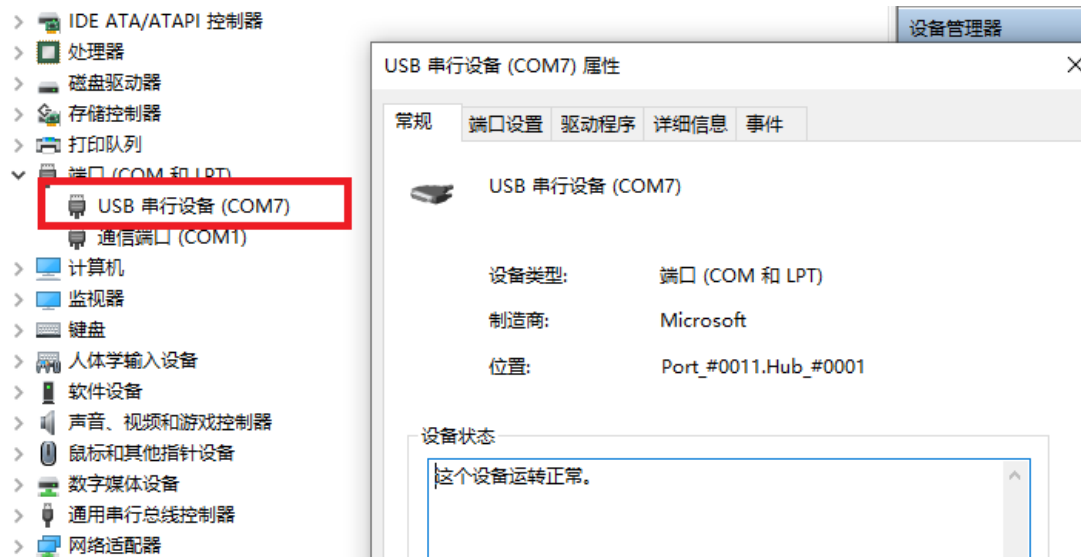 IDE ATA/ATAPI 控制器
处理器
磁盘驱动器
存储控制器
打印队列
端口 (COM 和 LPT)
USB 串行设备 (COM7)
通信端口 (COM1)
计算机
监视器
键盘
人体学输入设备
软件设备
声音、视频和游戏控制器
鼠标和其他指针设备
数字媒体设备
通用串行总线控制器
网络适配器
设备管理器
USB 串行设备 (COM7) 属性
常规 端口设置 驱动程序 详细信息 事件
USB 串行设备 (COM7)
设备类型: 端口 (COM 和 LPT)
制造商: Microsoft
位置: Port_#0011.Hub_#0001
设备状态
这个设备运转正常。